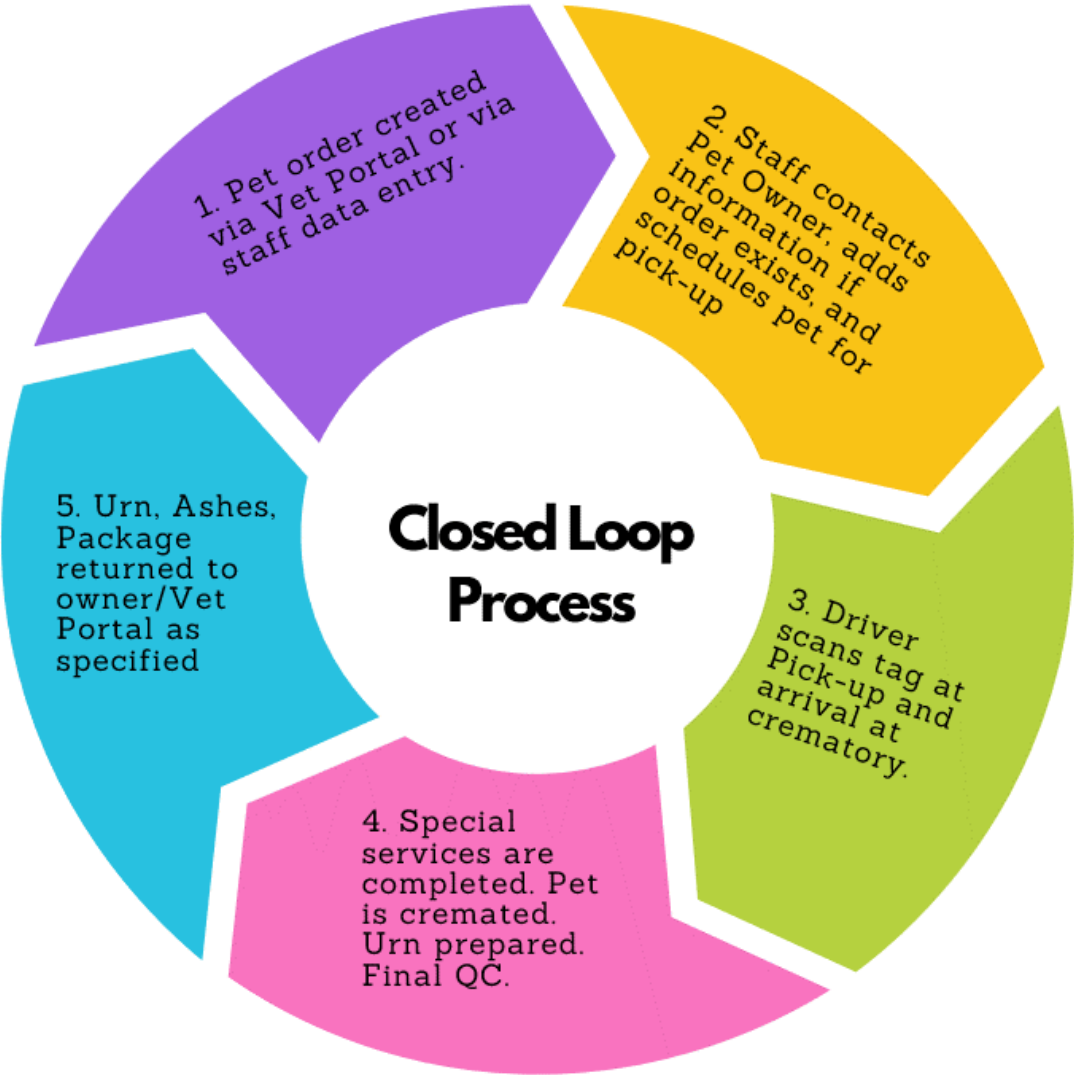 1. Pet order created
via Vet Portal or via
staff data entry.
2. Staff contacts
Pet Owner, adds
information if
order exists, and
schedules pet for
pick-up
3. Driver
scans tag at
Pick-up and
arrival at
crematory.
4. Special
services are
completed. Pet
is cremated.
Urn prepared.
Final QC.
5. Urn, Ashes,
Package
returned to
owner/Vet
Portal as
specified
Closed Loop
Process